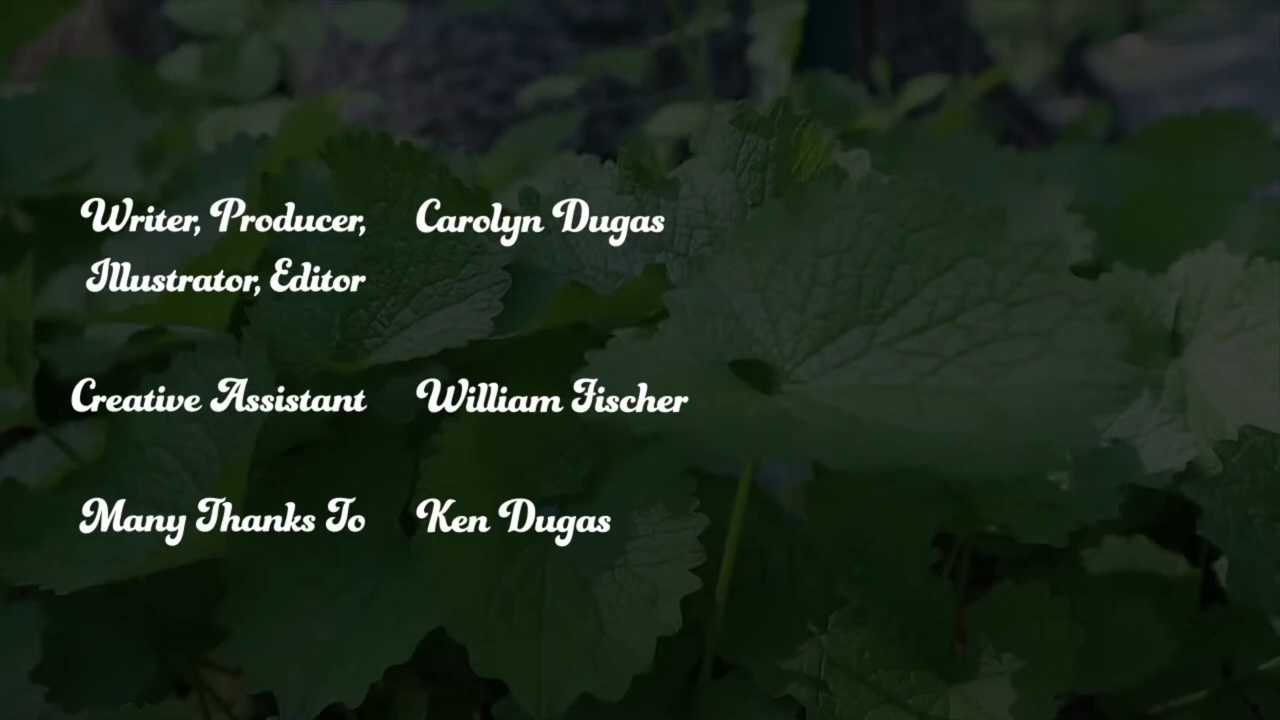 Writer, Producer, Carolyn Dugas
Illustrator, Editor
Creative Assistant William Fischer
Many Thanks To Ken Dugas